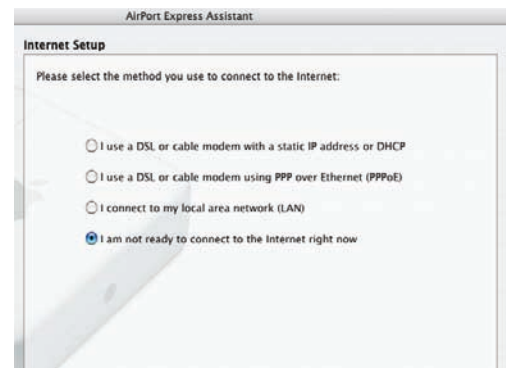 AirPort Express Assistant
Internet Setup
Please select the method you use to connect to the Internet:
I use a DSL or cable modem with a static IP address or DHCP
I use a DSL or cable modem using PPP over Ethernet (PPPoE)
I connect to my local area network (LAN)
I am not ready to connect to the Internet right now